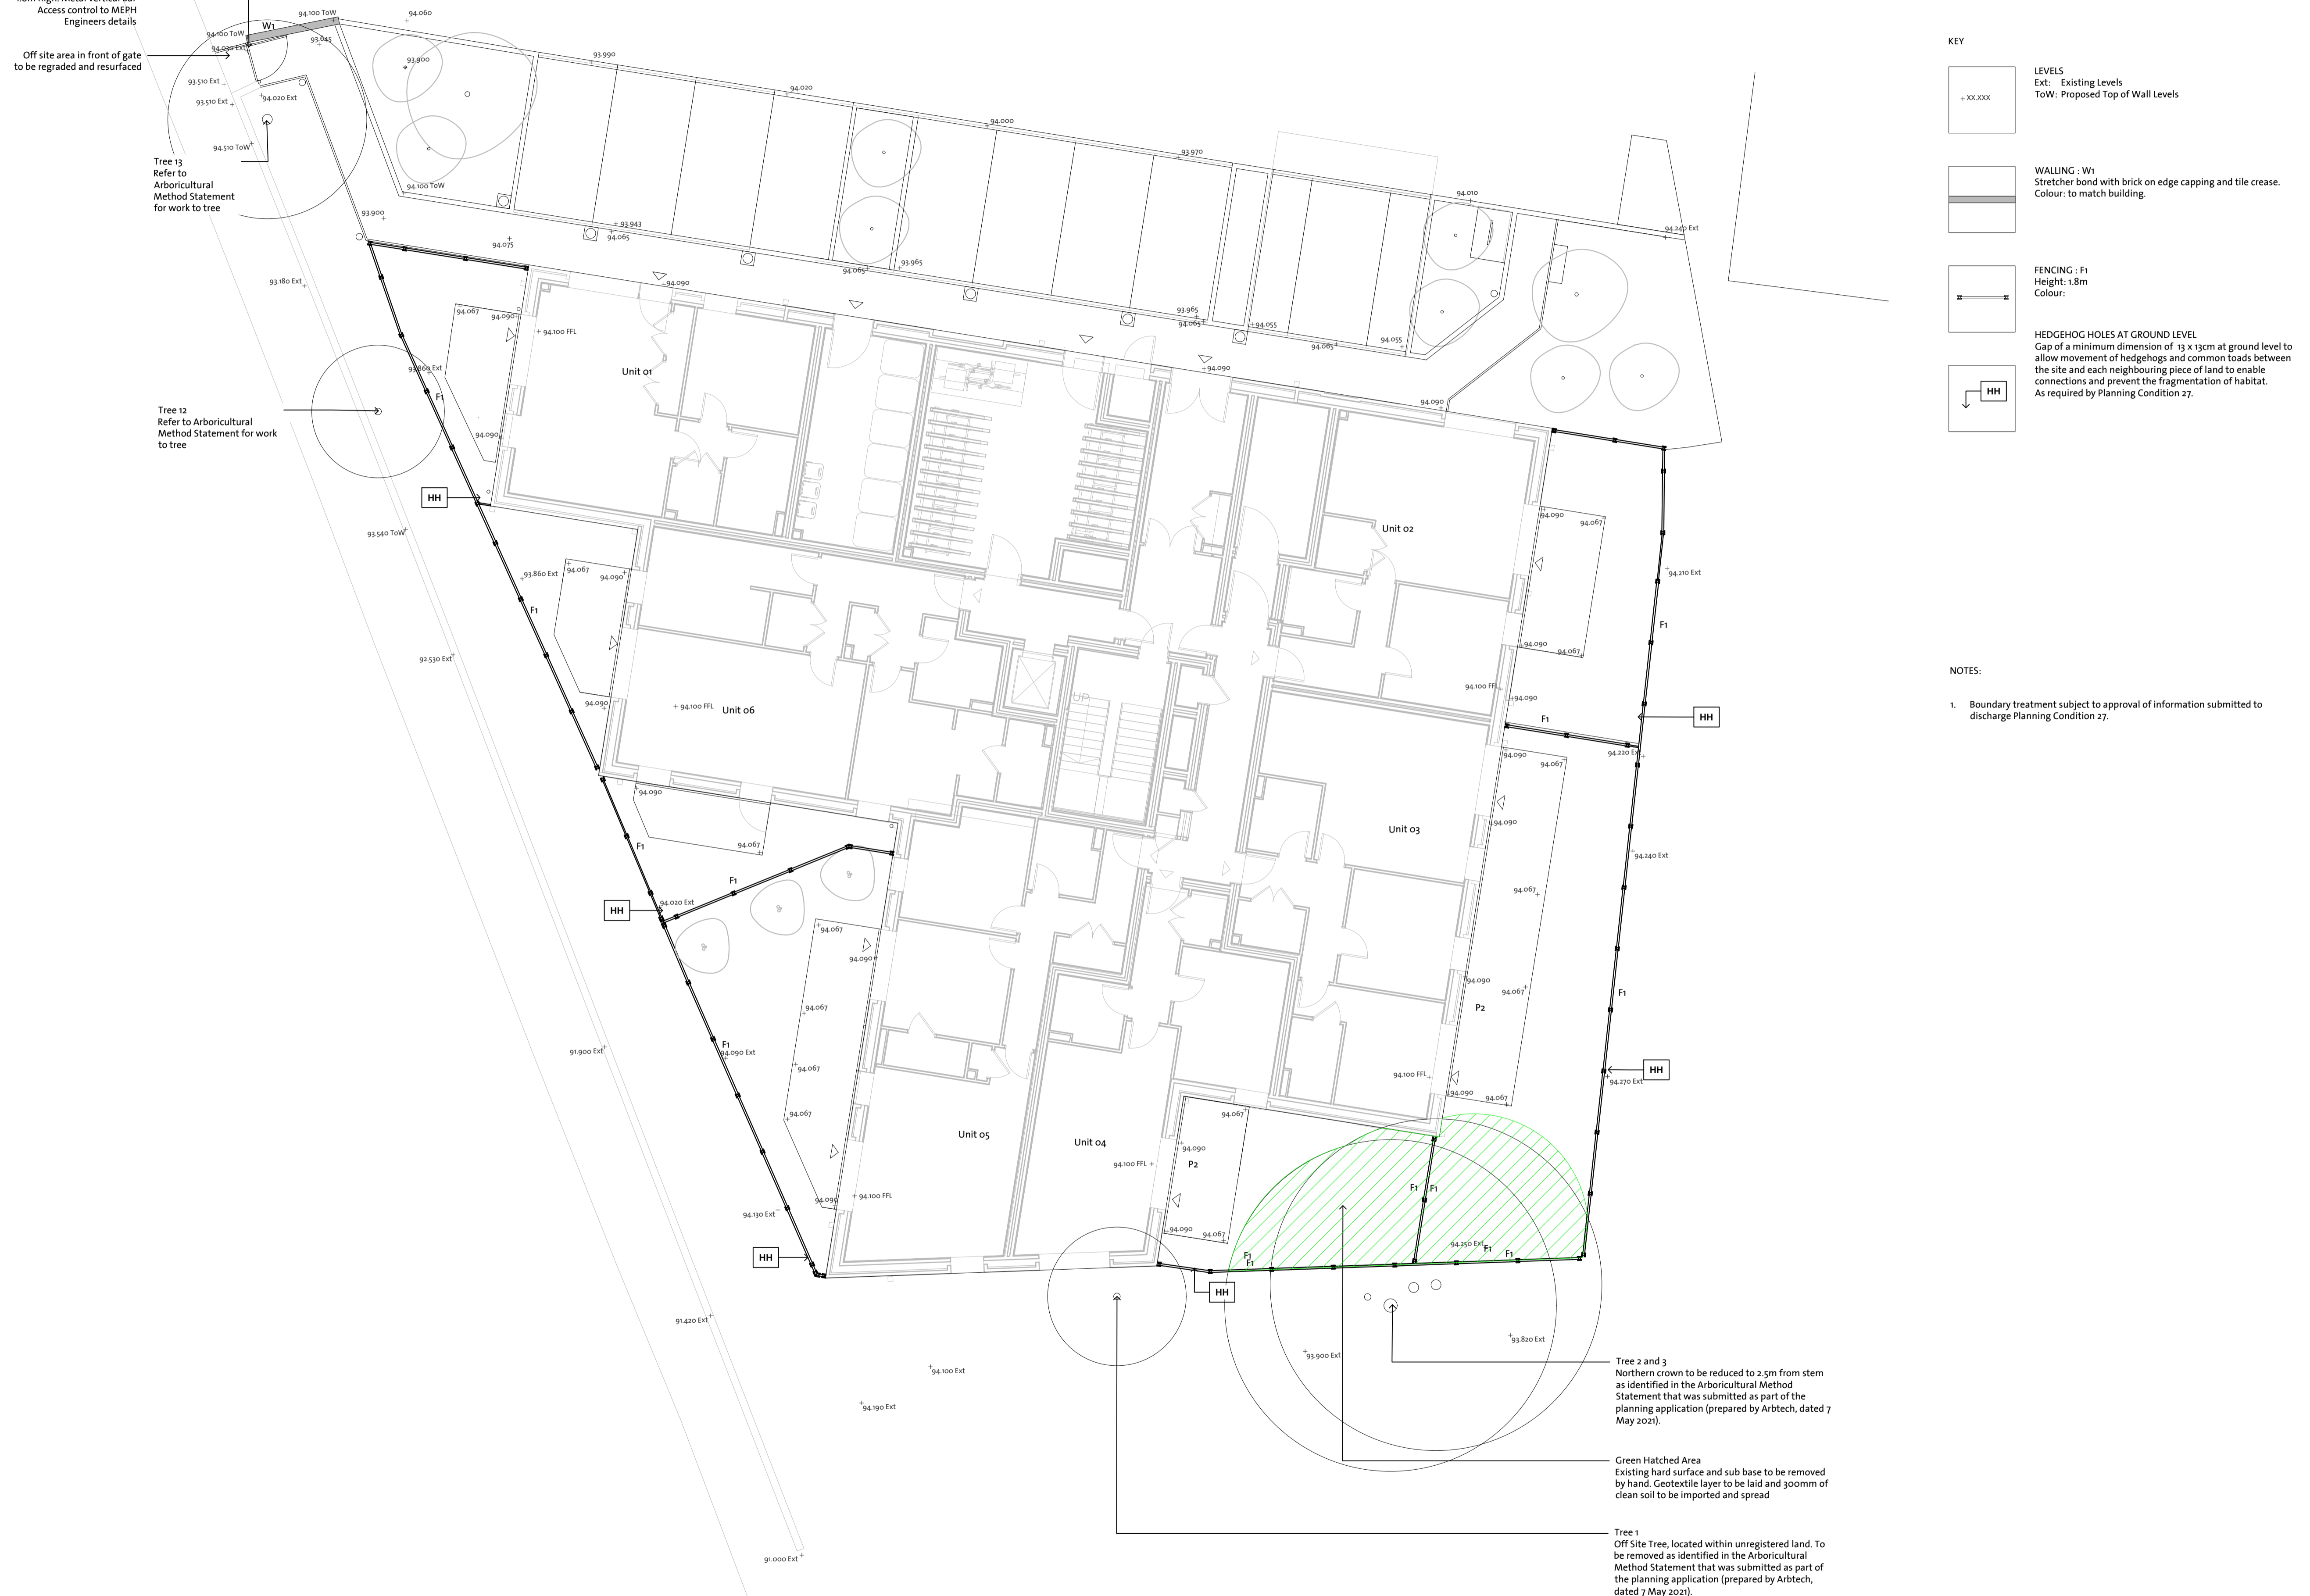 Access control to MEPH
Engineers details
Off site area in front of gate
to be regraded and resurfaced
W1
94.100 ToW
94.060
94.100 ToW
94.030 Ext
93.645
93.900
93.990
93.510 Ext
93.510 Ext
94.020 Ext
94.020
94.000
93.970
94.510 ToW
Tree 13
Refer to
Arboricultural
Method Statement
for work to tree
94.100 ToW
94.010
93.900
93.943
94.065
94.075
94.240 Ext
93.965
94.065
93.180 Ext
94.090
94.067
94.090
94.100 FFL
93.965
94.065
94.055
94.065
94.055
Unit 01
93.860 Ext
F1
94.090
94.090
Tree 12
Refer to Arboricultural
Method Statement for work
to tree
94.090
HH
93.540 ToW
94.090
94.067
Unit 02
94.067
94.090
93.860 Ext
94.210 Ext
F1
F1
92.530 Ext
94.090
94.067
94.100 FFL
94.090
94.090
94.100 FFL
Unit 06
UP
F1
HH
94.220 Ext
94.090
94.067
94.090
94.067
94.090
Unit 03
F1
94.240 Ext
F1
94.067
HH
94.020 Ext
94.067
94.090
94.090
94.067
F1
P2
94.067
91.900 Ext
F1
94.090 Ext
94.067
94.100 FFL
HH
94.270 Ext
94.090
94.067
94.067
94.067
Unit 05
Unit 04
94.090
P2
94.100 FFL
94.090
94.100 FFL
F1
F1
94.130 Ext
94.090
94.067
94.250 Ext
F1
F1
F1
F1
HH
HH
91.420 Ext
93.820 Ext
93.900 Ext
94.100 Ext
94.190 Ext
91.000 Ext
Tree 2 and 3
Northern crown to be reduced to 2.5m from stem
as identified in the Arboricultural Method
Statement that was submitted as part of the
planning application (prepared by Arbtech, dated 7
May 2021).
Green Hatched Area
Existing hard surface and sub base to be removed
by hand. Geotextile layer to be laid and 300mm of
clean soil to be imported and spread
Tree 1
Off Site Tree, located within unregistered land. To
be removed as identified in the Arboricultural
Method Statement that was submitted as part of
the planning application (prepared by Arbtech,
dated 7 May 2021).
KEY
XX.XXX
LEVELS
Ext: Existing Levels
ToW: Proposed Top of Wall Levels
WALLING : W1
Stretcher bond with brick on edge capping and tile crease.
Colour: to match building.
FENCING : F1
Height: 1.8m
Colour:
HH
HEDGEHOG HOLES AT GROUND LEVEL
Gap of a minimum dimension of 13 x 13cm at ground level to
allow movement of hedgehogs and common toads between
the site and each neighbouring piece of land to enable
connections and prevent the fragmentation of habitat.
As required by Planning Condition 27.
NOTES:
1. Boundary treatment subject to approval of information submitted to
discharge Planning Condition 27.